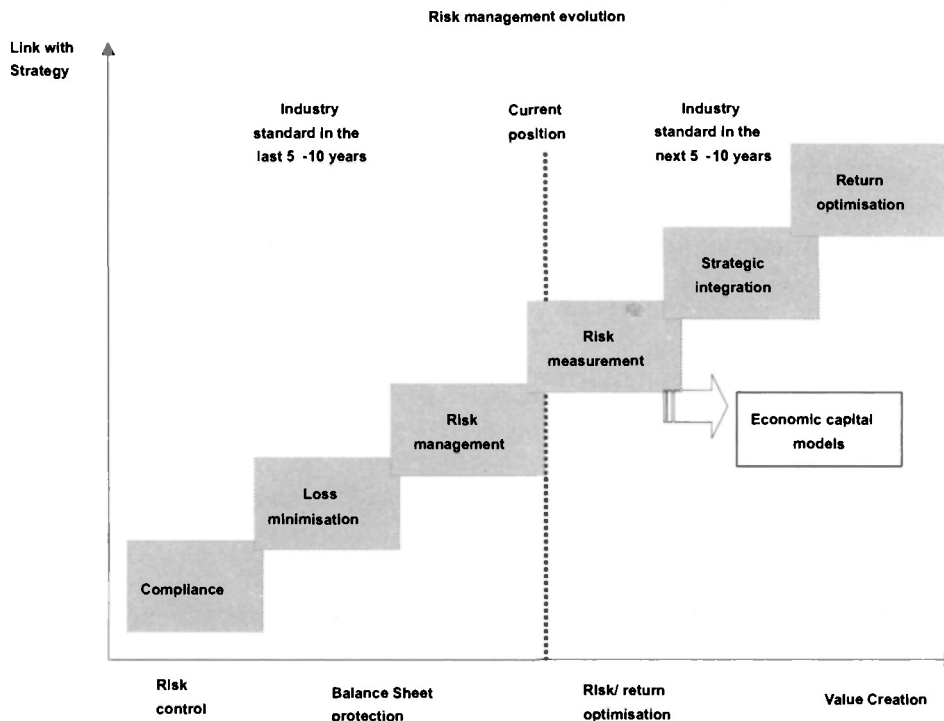 Risk management evolution
Link with
Strategy
Industry
standard in the
last 5 -10 years
Current
position
Industry
standard in the
next 5 -10 years
Return
optimisation
Strategic
integration
Risk
measurement
Economic capital
models
Risk
management
Loss
minimisation
Compliance
Risk
control
Balance Sheet
protection
Risk/ return
optimisation
Value Creation